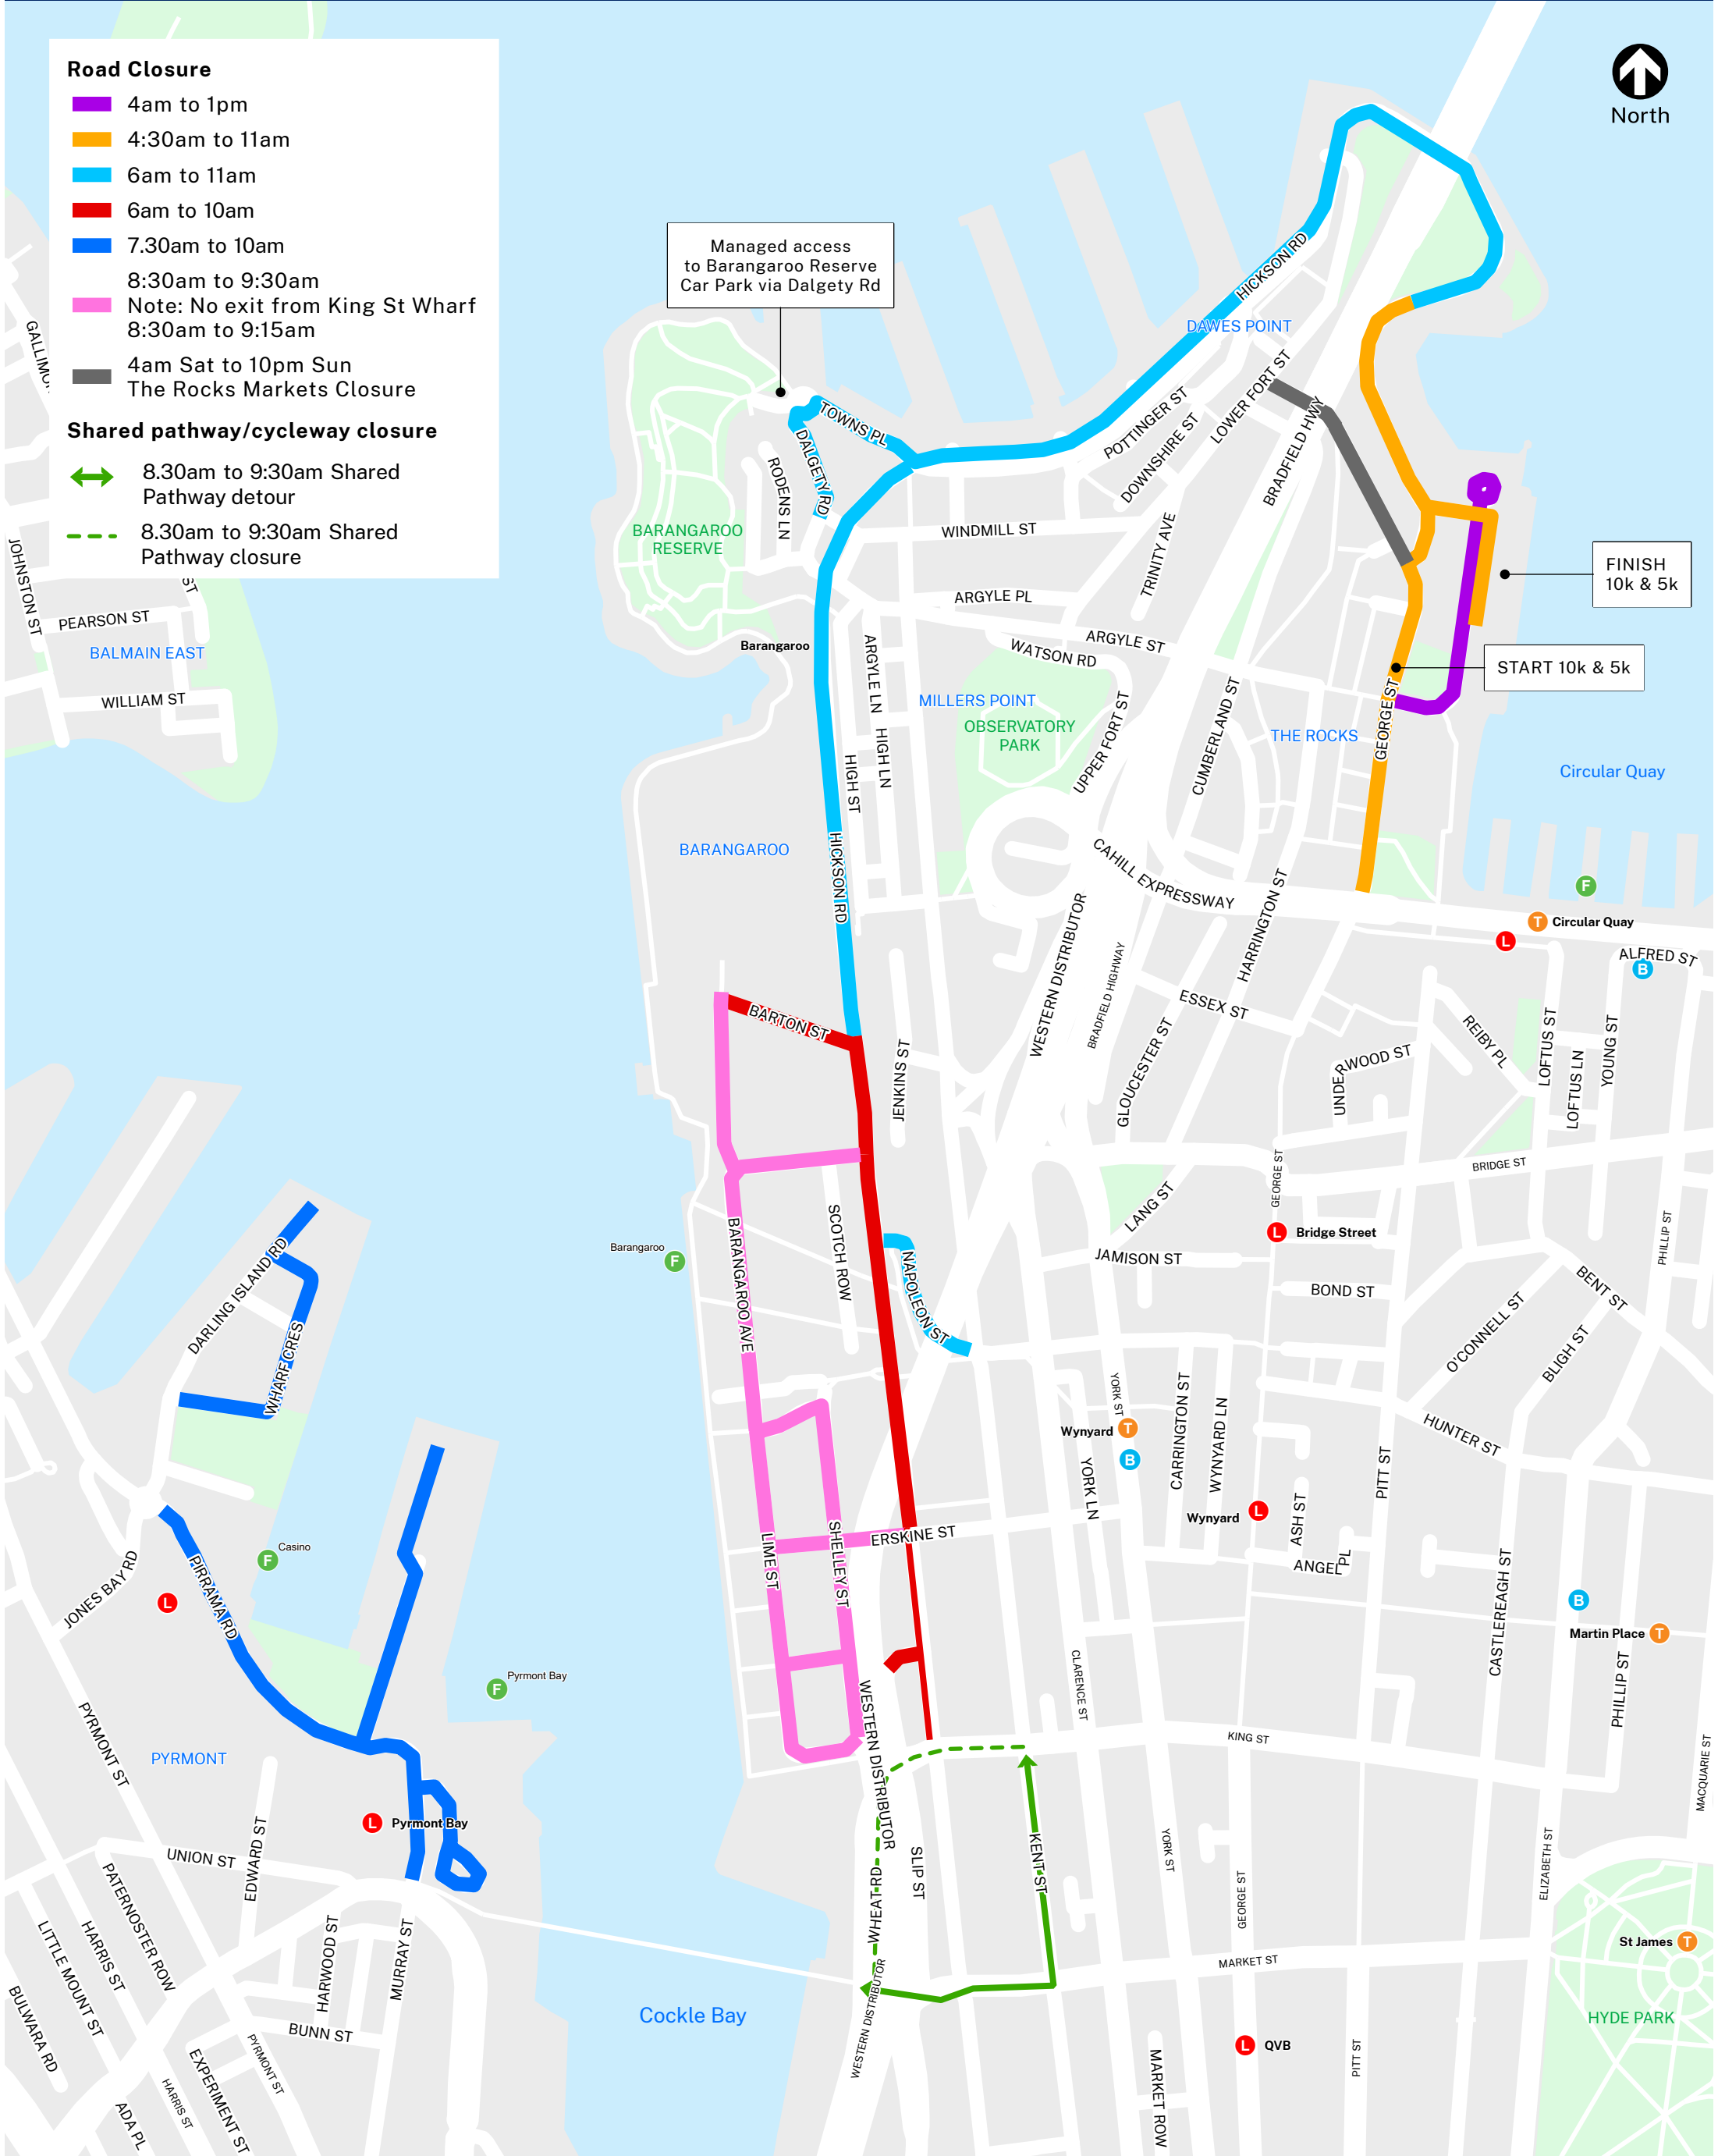 Road Closure
4am to 1pm
4:30am to 11am
6am to 11am
6am to 10am
7.30am to 10am
8:30am to 9:30am
Note: No exit from King St Wharf
8:30am to 9:15am
4am Sat to 10pm Sun
The Rocks Markets Closure
Shared pathway/cycleway closure
8.30am to 9:30am Shared
Pathway detour
8.30am to 9:30am Shared
Pathway closure
North
Managed access
to Barangaroo Reserve
Car Park via Dalgety Rd
HICKSON RD
DAWES POINT
LOWER FORT ST
POTTINGER ST
DOWNSHIRE ST
BRADFIELD HWY
TOWNS PL
DALGETY RD
RODENS LN
BARANGAROO
RESERVE
WINDMILL ST
TRINITY AVE
ARGYLE PL
ARGYLE ST
WATSON RD
FINISH
10k & 5k
START 10k & 5k
JOHNSTON ST
ST
PEARSON ST
BALMAIN EAST
WILLIAM ST
Barangaroo
ARGYLE LN
MILLERS POINT
OBSERVATORY
PARK
UPPER FORT ST
CUMBERLAND ST
THE ROCKS
GEORGE ST
Circular Quay
HIGH LN
HIGH ST
BARANGAROO
HICKSON RD
CAHILL EXPRESSWAY
WESTERN DISTRIBUTOR
BRADFIELD HIGHWAY
HARRINGTON ST
F
T
Circular Quay
L
ALFRED ST
B
ESSEX ST
BARTON ST
JENKINS ST
GLOUCESTER ST
UNDERWOOD ST
REIBY PL
LOFTUS ST
LOFTUS LN
YOUNG ST
BRIDGE ST
GEORGE ST
LANG ST
L
Bridge Street
PHILLIP ST
JAMISON ST
BOND ST
BENT ST
O'CONNELL ST
BLIGH ST
DARLING ISLAND RD
WHARF CRES
Barangaroo
F
BARANGAROO AVE
SCOTCH ROW
NAPOLEON ST
YORK ST
Wynyard
T
B
CARRINGTON ST
WYNYARD LN
YORK LN
HUNTER ST
PITT ST
Wynyard
L
ASH ST
ANGEL PL
ERSKINE ST
LIME ST
SHELLEY ST
CASTLEREAGH ST
B
Martin Place
T
PHILLIP ST
F
Casino
JONES BAY RD
L
PIRRAMA RD
F
Pyrmont Bay
PYRMONT ST
PYRMONT
CLARENCE ST
KING ST
MACQUARIE ST
WESTERN DISTRIBUTOR
L
Pyrmont Bay
UNION ST
EDWARD ST
PATERNOSTER ROW
HARRIS ST
LITTLE MOUNT ST
BULWARA RD
HARWOOD ST
MURRAY ST
BUNN ST
PYRMONT ST
HARRIS ST
EXPERIMENT ST
ADA PL
WHEAT RD
SLIP ST
KENT ST
YORK ST
GEORGE ST
ELIZABETH ST
MARKET ST
St James
T
HYDE PARK
Cockle Bay
WESTERN DISTRIBUTOR
L
QVB
PITT ST
MARKET ROW